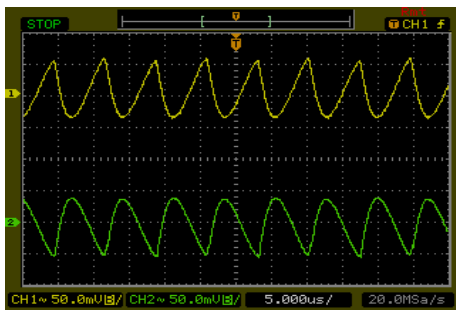 STOP
T
T CH1
T
1
2
CH1~ 50.0mV B/ CH2~ 50.0mV B/ 5.000us/ 20.0MSa/s